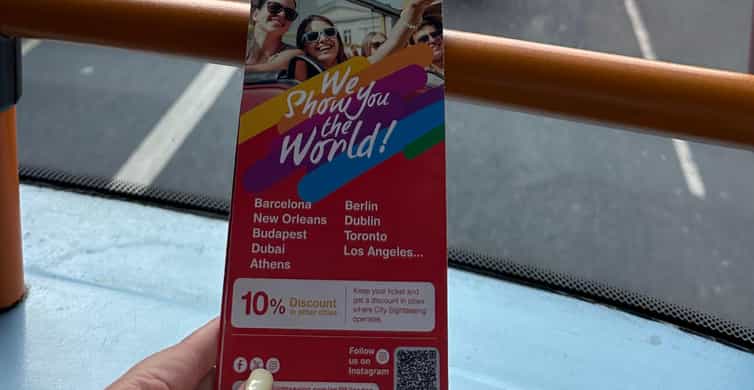 We
Show you
the
World!
Barcelona
New Orleans
Budapest
Dubai
Athens
Berlin
Dublin
Toronto
Los Angeles...
10% Discount
in other cities
Keep your ticket and
get a discount in cities
where City Sightseeing
operates.
Follow
us on
Instagram